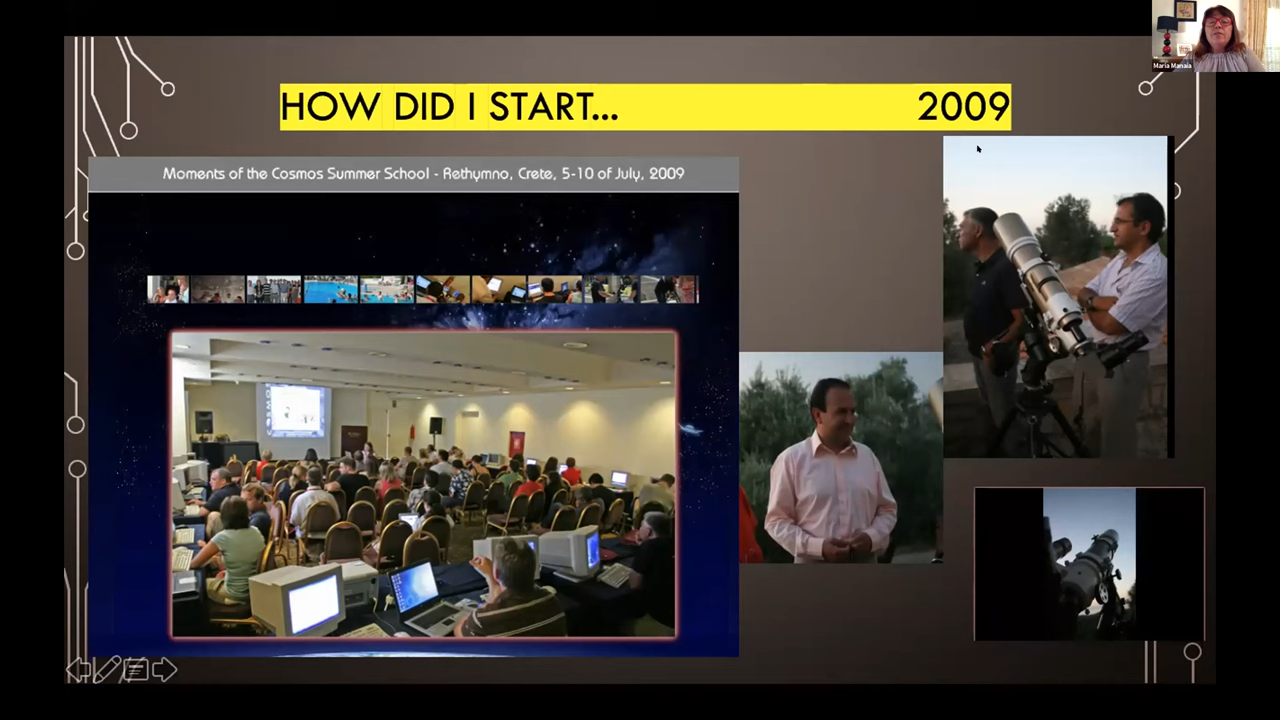 HOW DID I START... 2009
Maria Manaia
Moments of the Cosmos Summer School - Rethymno, Crete, 5-10 of July, 2009